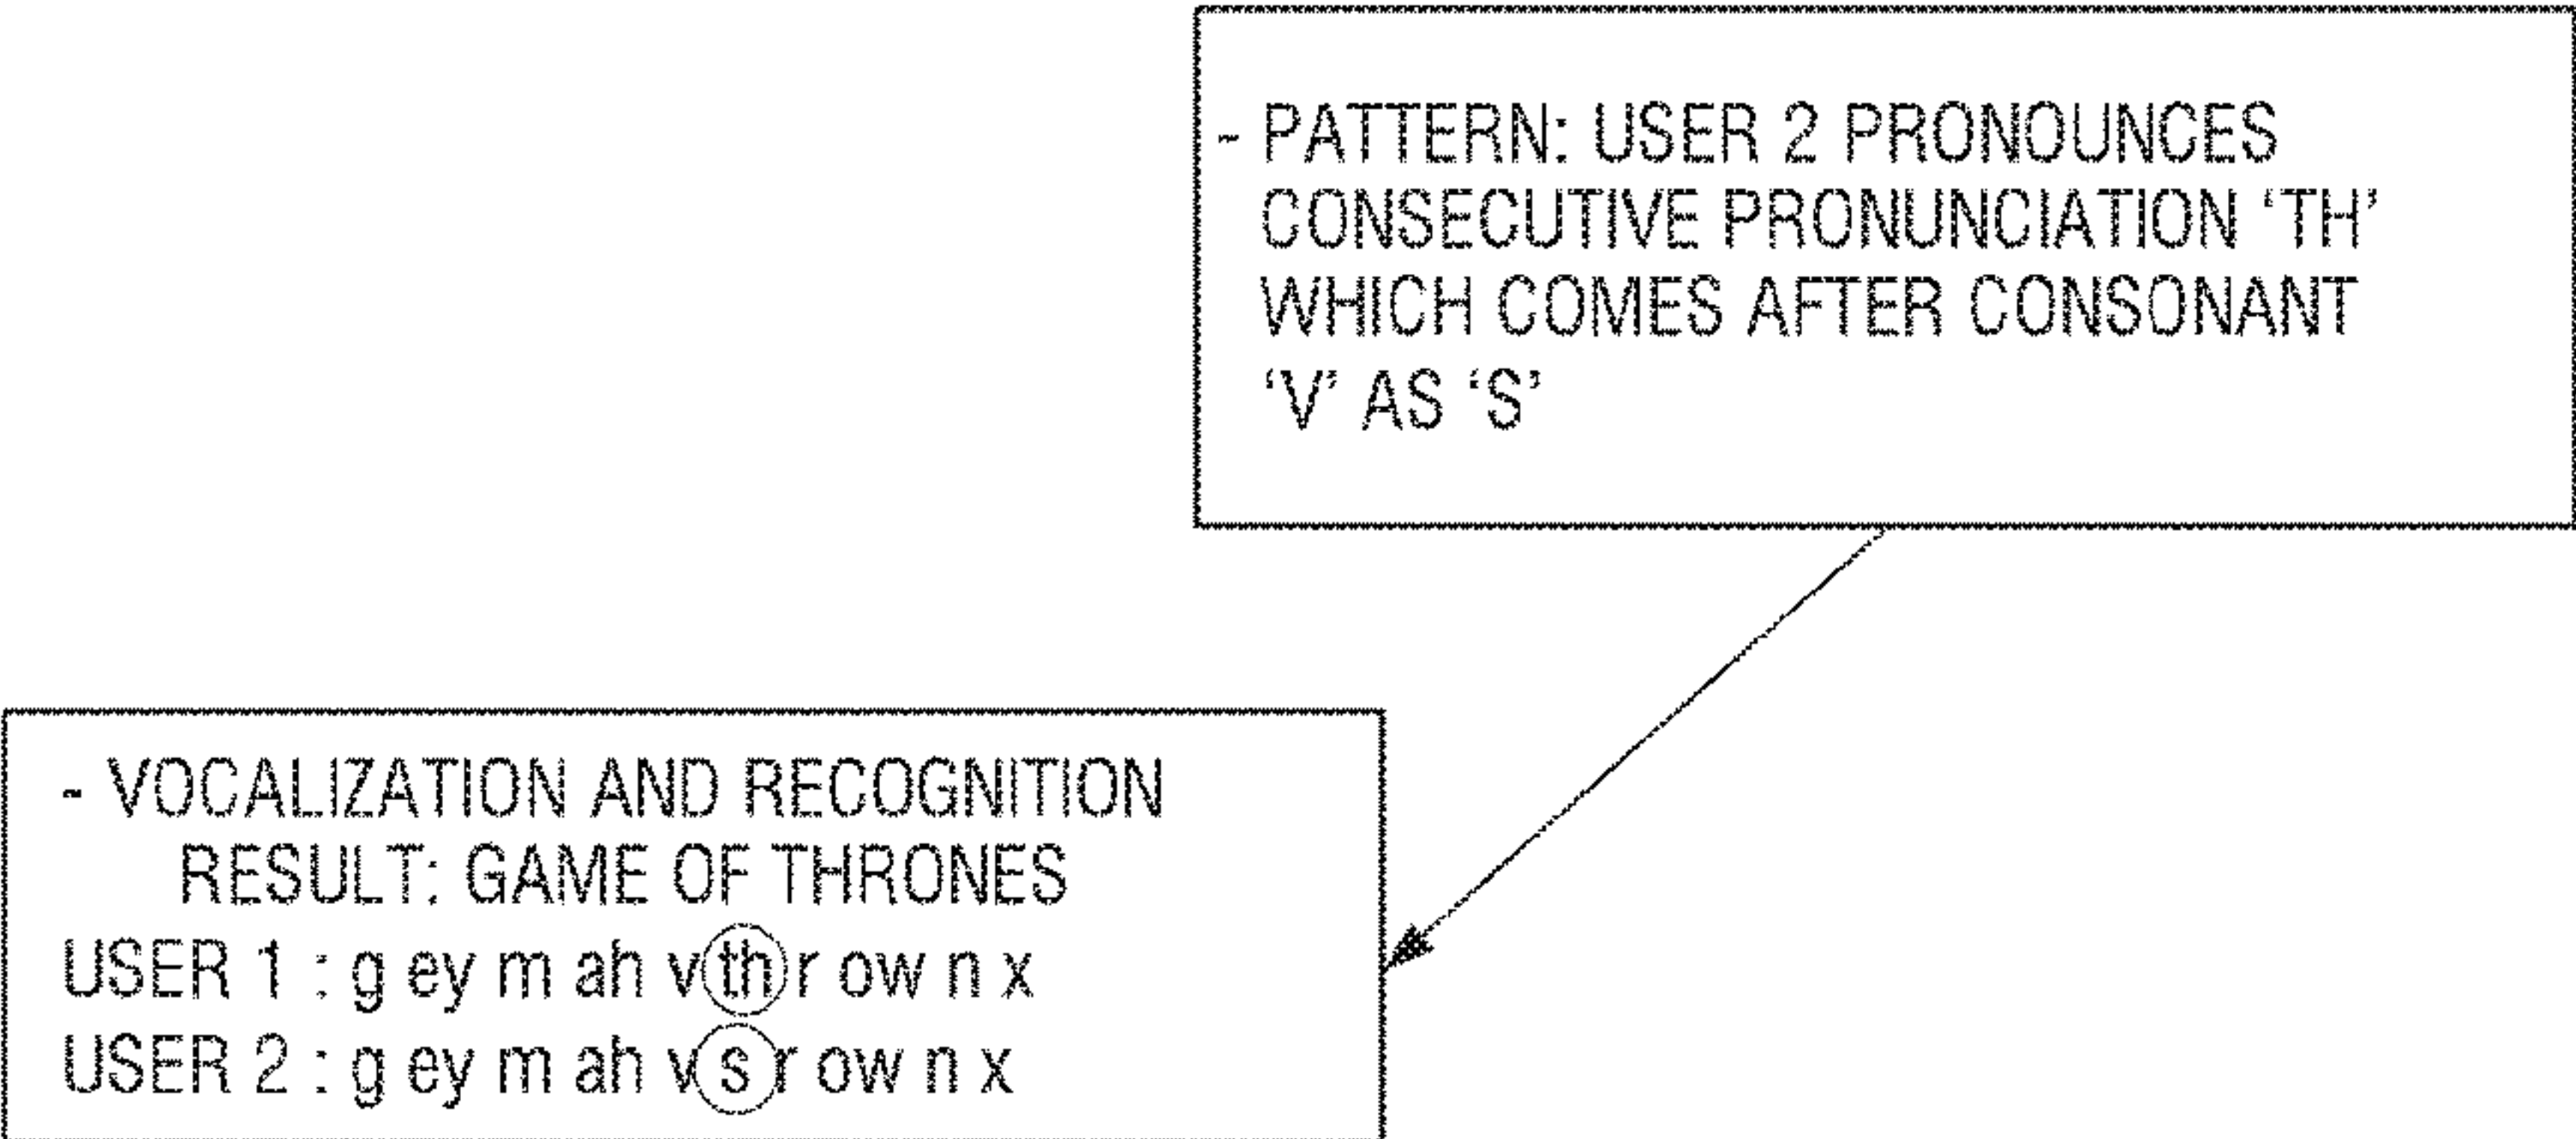 - PATTERN: USER 2 PRONOUNCES
CONSECUTIVE PRONUNCIATION ‘TH’
WHICH COMES AFTER CONSONANT
‘V’ AS ‘S’
- VOCALIZATION AND RECOGNITION
RESULT: GAME OF THRONES
USER 1 : g ey m ah v th r ow n x
USER 2 : g ey m ah v s r ow n x